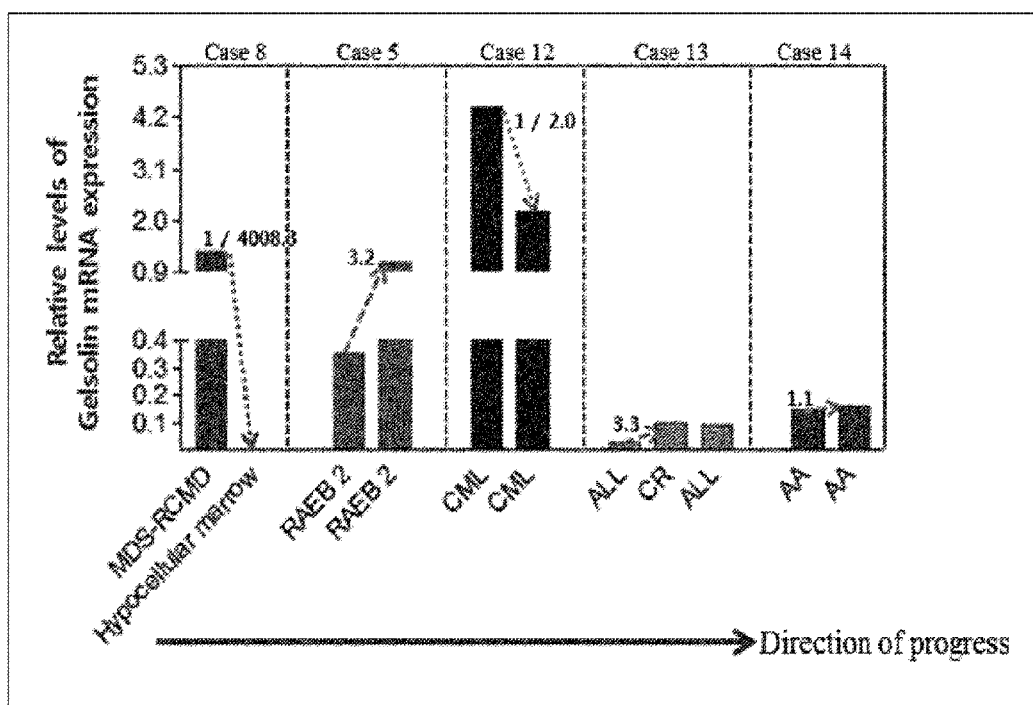 Case 8
Case 5
Case 12
Case 13
Case 14
Relative levels of
Gelsolin mRNA expression
5.3
4.2
3.1
2.0
0.9
0.4
0.3
0.2
0.1
1 / 4008.3
3.2
1 / 2.0
3.3
1.1
MDS-RCMD
Hypocellular marrow
RAEB 2
RAEB 2
CML
CML
ALL
CR
ALL
AA
AA
Direction of progress